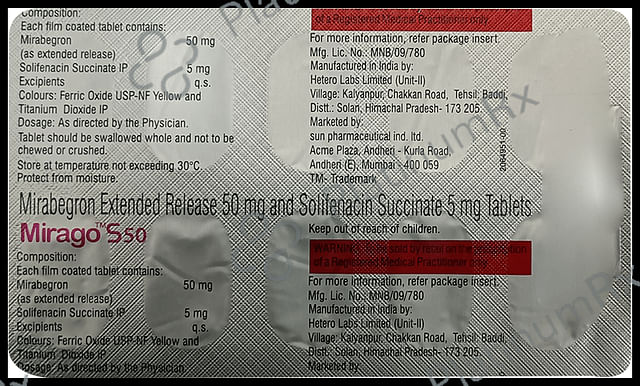 Composition:
Each film coated tablet contains:
Mirabegron 50 mg
(as extended release)
Solifenacin Succinate IP 5 mg
Excipients q.s.
Colours: Ferric Oxide USP-NF Yellow and
Titanium Dioxide IP
Dosage: As directed by the Physician.
Tablet should be swallowed whole and not to be
chewed or crushed.
Store at temperature not exceeding 30°C
Protect from moisture.
of a Registered Medical Practitioner only.
For more information, refer package insert.
Mfg. Lic. No.: MNB/09/780
Manufactured in India by:
Hetero Labs Limited (Unit-II)
Village: Kalyanpur, Chakkan Road, Tehsil: Baddi,
Distt.: Solan, Himachal Pradesh- 173 205.
Marketed by:
sun pharmaceutical ind. ltd.
Acme Plaza, Andheri - Kurla Road,
Andheri (E), Mumbai - 400 059
TM- Trademark
Mirabegron Extended Release 50 mg and Solifenacin Succinate 5 mg Tablets
Mirago™S50
Composition:
Each film coated tablet contains:
Mirabegron 50 mg
(as extended release)
Solifenacin Succinate IP 5 mg
Excipients q.s.
Colours: Ferric Oxide USP-NF Yellow and
Titanium Dioxide IP
Dosage: As directed by the Physician.
Keep out of reach of children.
WARNING: To be sold by retail on the prescription
of a Registered Medical Practitioner only.
For more information, refer package insert.
Mfg. Lic. No.: MNB/09/780
Manufactured in India by:
Hetero Labs Limited (Unit-II)
Village: Kalyanpur, Chakkan Road, Tehsil: Baddi,
Distt.: Solan, Himachal Pradesh- 173 205.
Marketed by: